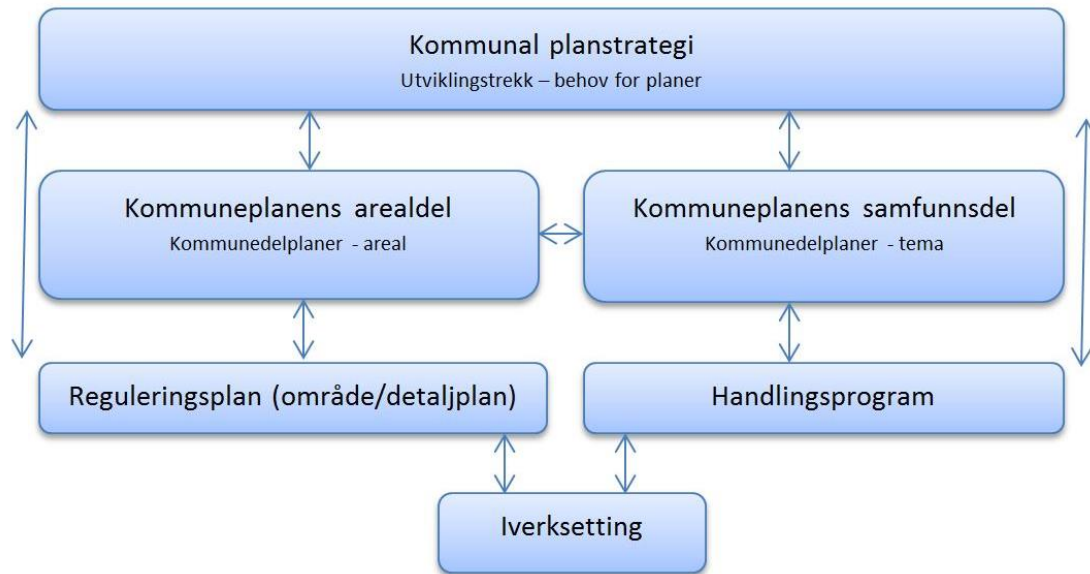 Kommunal planstrategi
Utviklingstrekk – behov for planer
Kommuneplanens arealdel
Kommunedelplaner - areal
Kommuneplanens samfunnsdel
Kommunedelplaner - tema
Reguleringsplan (område/detaljplan)
Handlingsprogram
Iverksetting